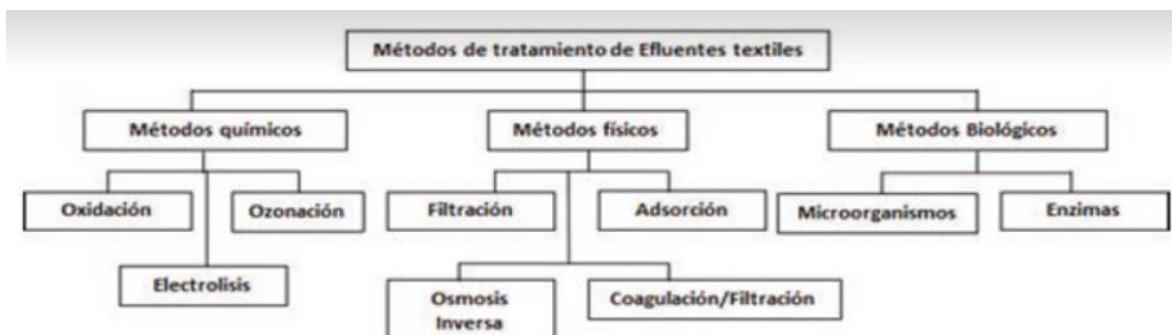 Métodos de tratamiento de Efluentes textiles
Métodos químicos
Métodos físicos
Métodos Biológicos
Oxidación
Ozonación
Filtración
Adsorción
Microorganismos
Enzimas
Electrolisis
Osmosis
Inversa
Coagulación/Filtración